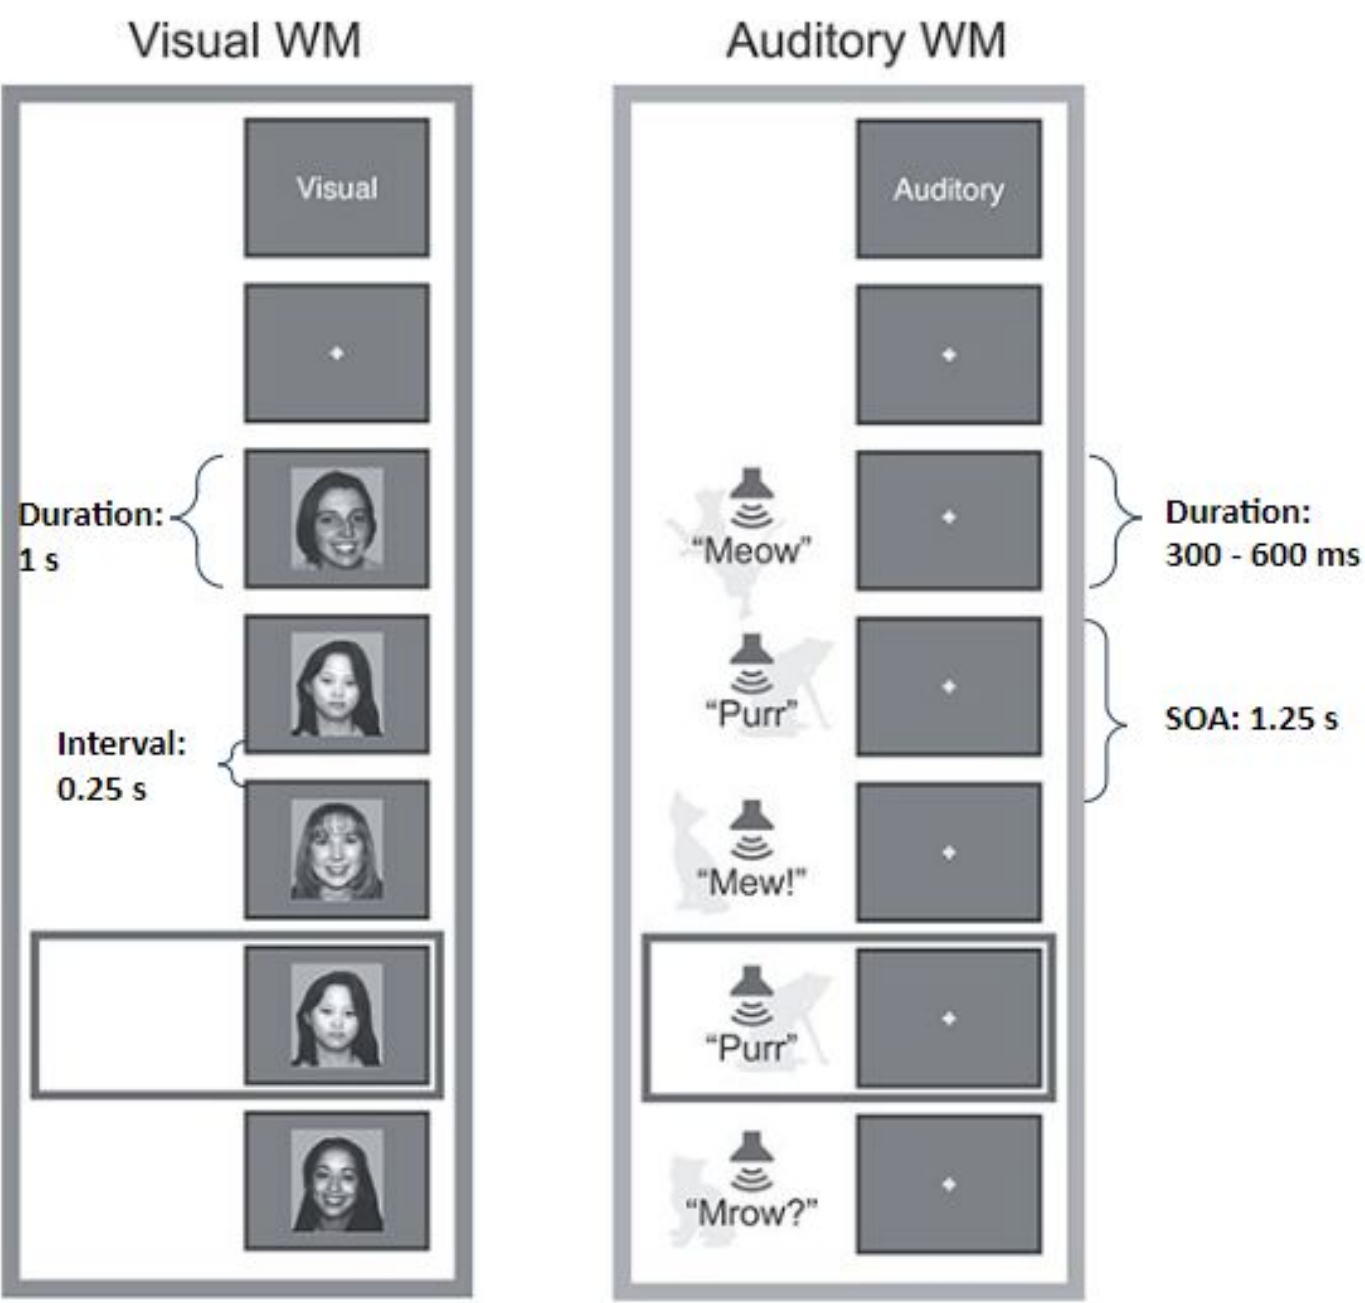 Visual WM
Visual
Duration:
1 s
Interval:
0.25 s
Auditory WM
Auditory
“Meow”
Duration:
300 - 600 ms
“Purr”
SOA: 1.25 s
“Mew!”
“Purr”
“Mrow?”